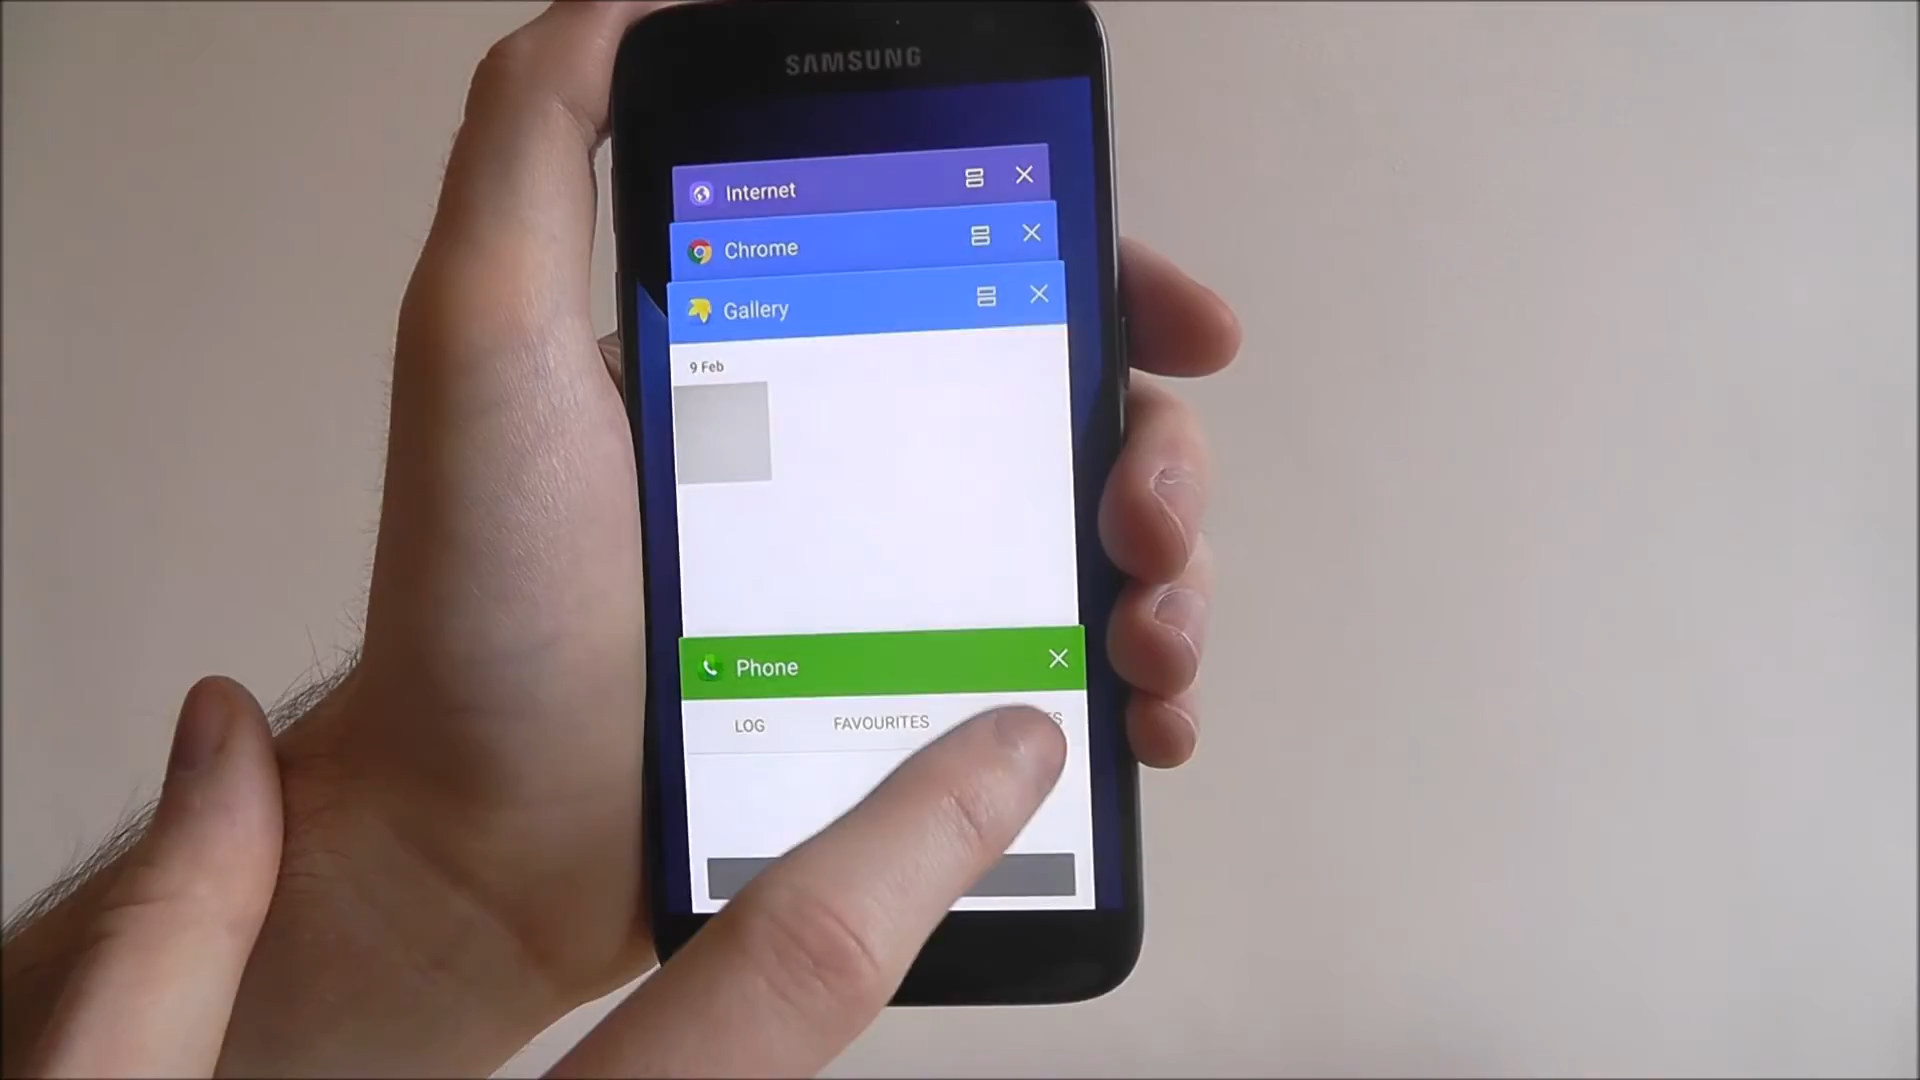 SAMSUNG
Internet
Chrome
Gallery
9 Feb
Phone
LOG FAVOURITES